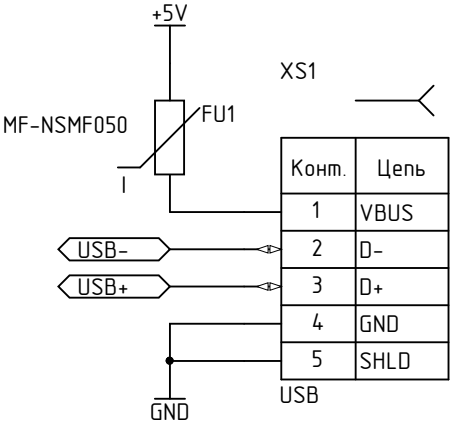 +5V
XS1
MF-NSMF050
FU1
I
Конт. Цепь
1 VBUS
USB- 2 D-
USB+ 3 D+
4 GND
5 SHLD
USB
GND